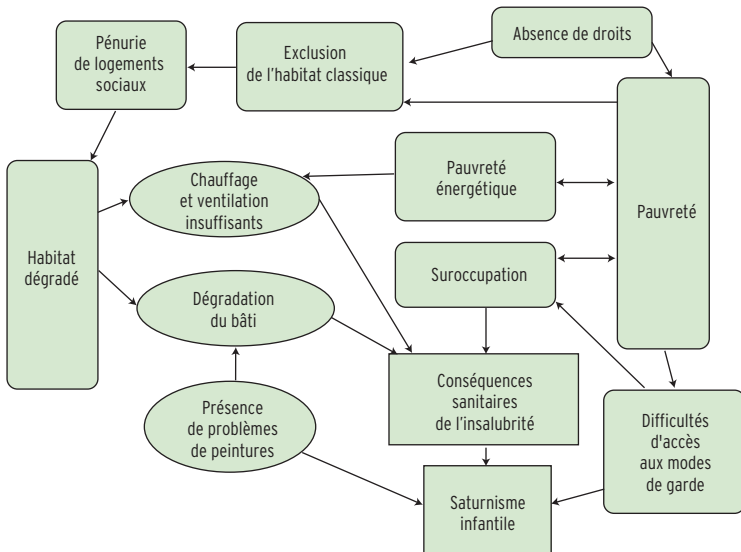 Pénurie
de logements
sociaux
Exclusion
de l'habitat classique
Absence de droits
Habitat
dégradé
Chauffage
et ventilation
insuffisants
Pauvreté
énergétique
Pauvreté
Suroccupation
Dégradation
du bâti
Présence
de problèmes
de peintures
Conséquences
sanitaires
de l'insalubrité
Difficultés
d'accès
aux modes
de garde
Saturnisme
infantile